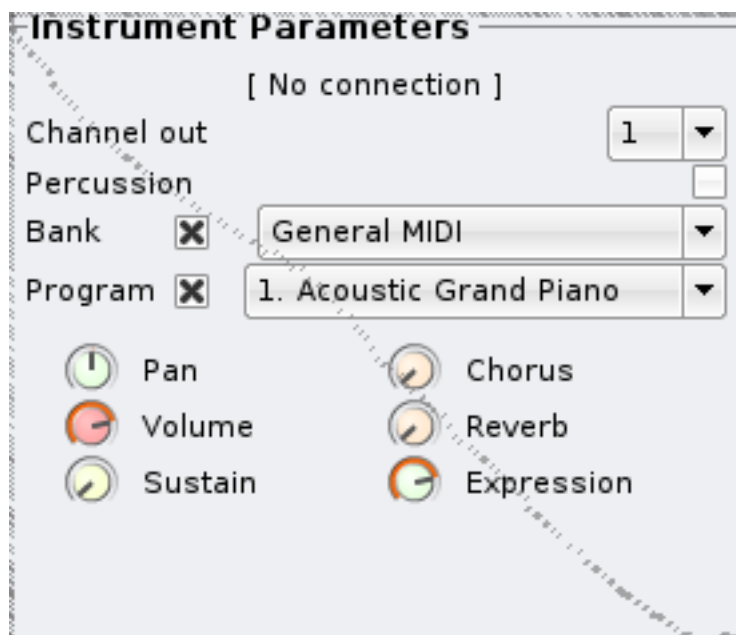 Instrument Parameters
[ No connection ]
Channel out 1
Percussion
Bank General MIDI
Program 1. Acoustic Grand Piano
Pan Chorus
Volume Reverb
Sustain Expression